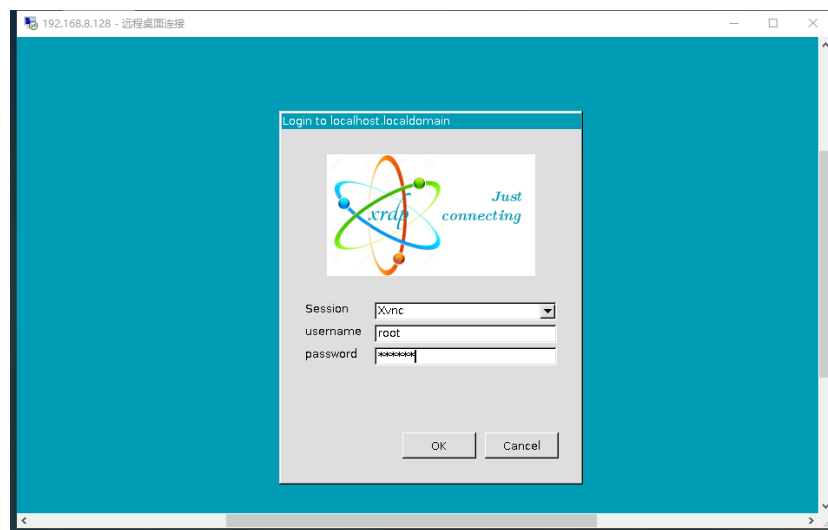 192.168.8.128 - 远程桌面连接
Login to localhost.localdomain
xrdp
Just
connecting
Session Xvnc
username root
password ******
OK Cancel